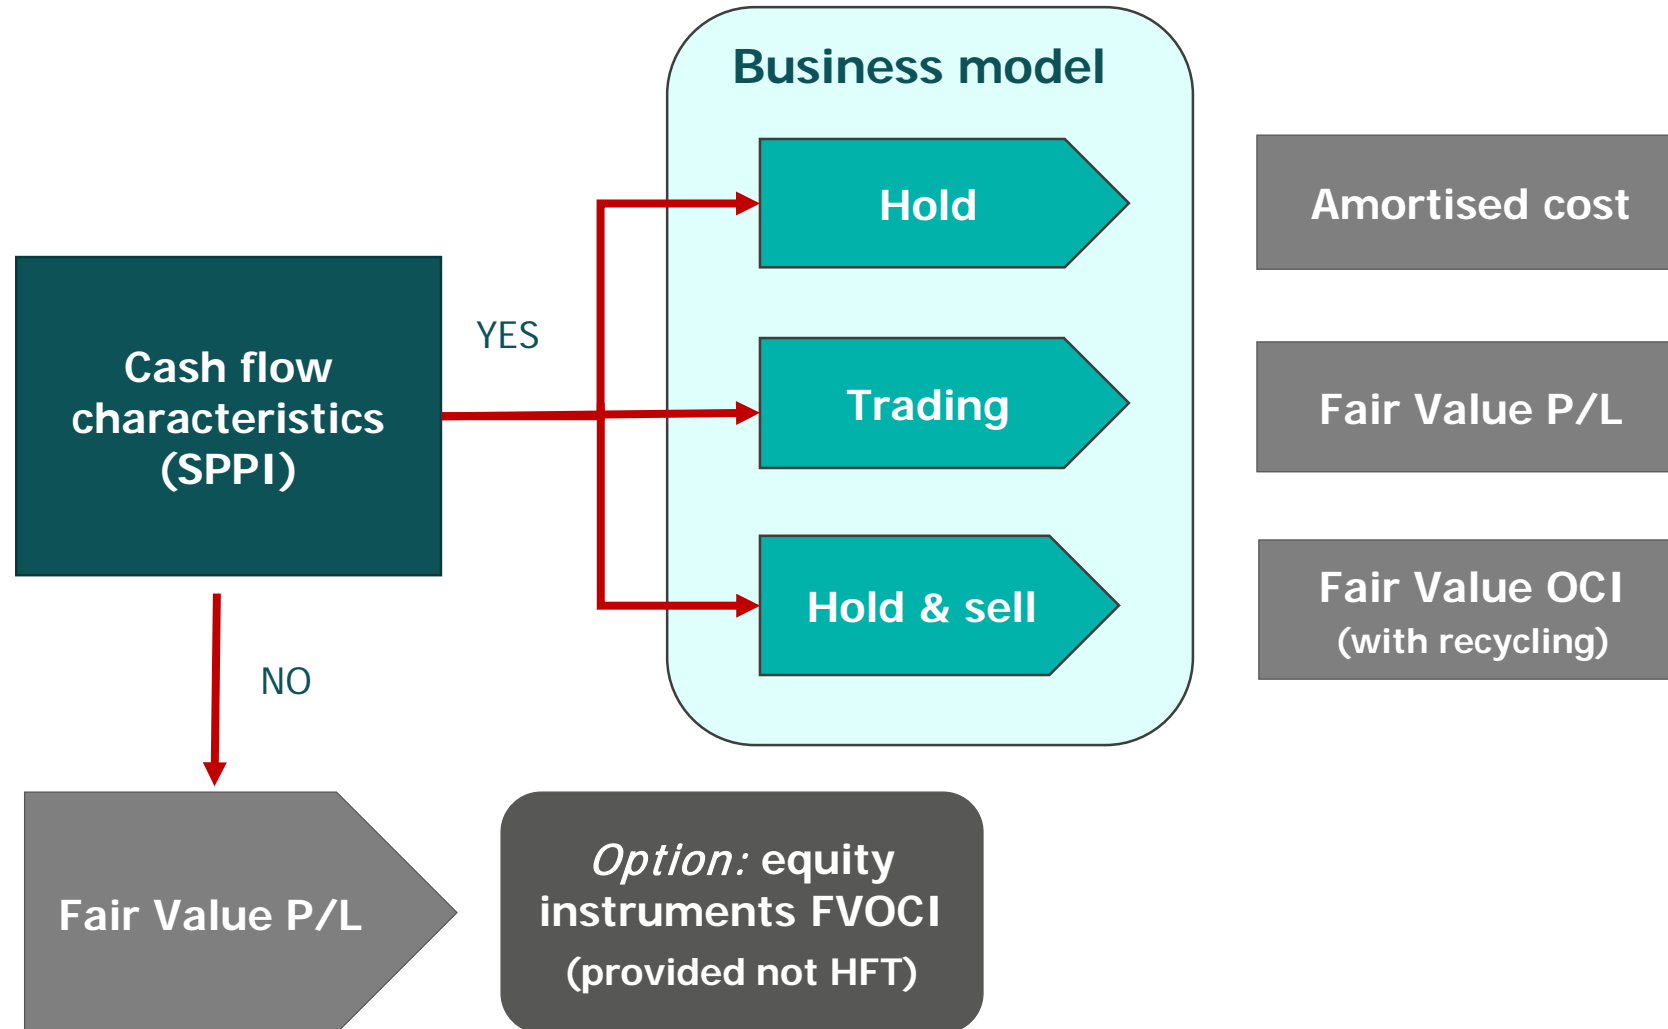 Business model
Hold
Amortised cost
Cash flow
characteristics
(SPPI)
YES
Trading
Fair Value P/L
Hold & sell
Fair Value OCI
(with recycling)
NO
Fair Value P/L
Option: equity
instruments FVOCI
(provided not HFT)